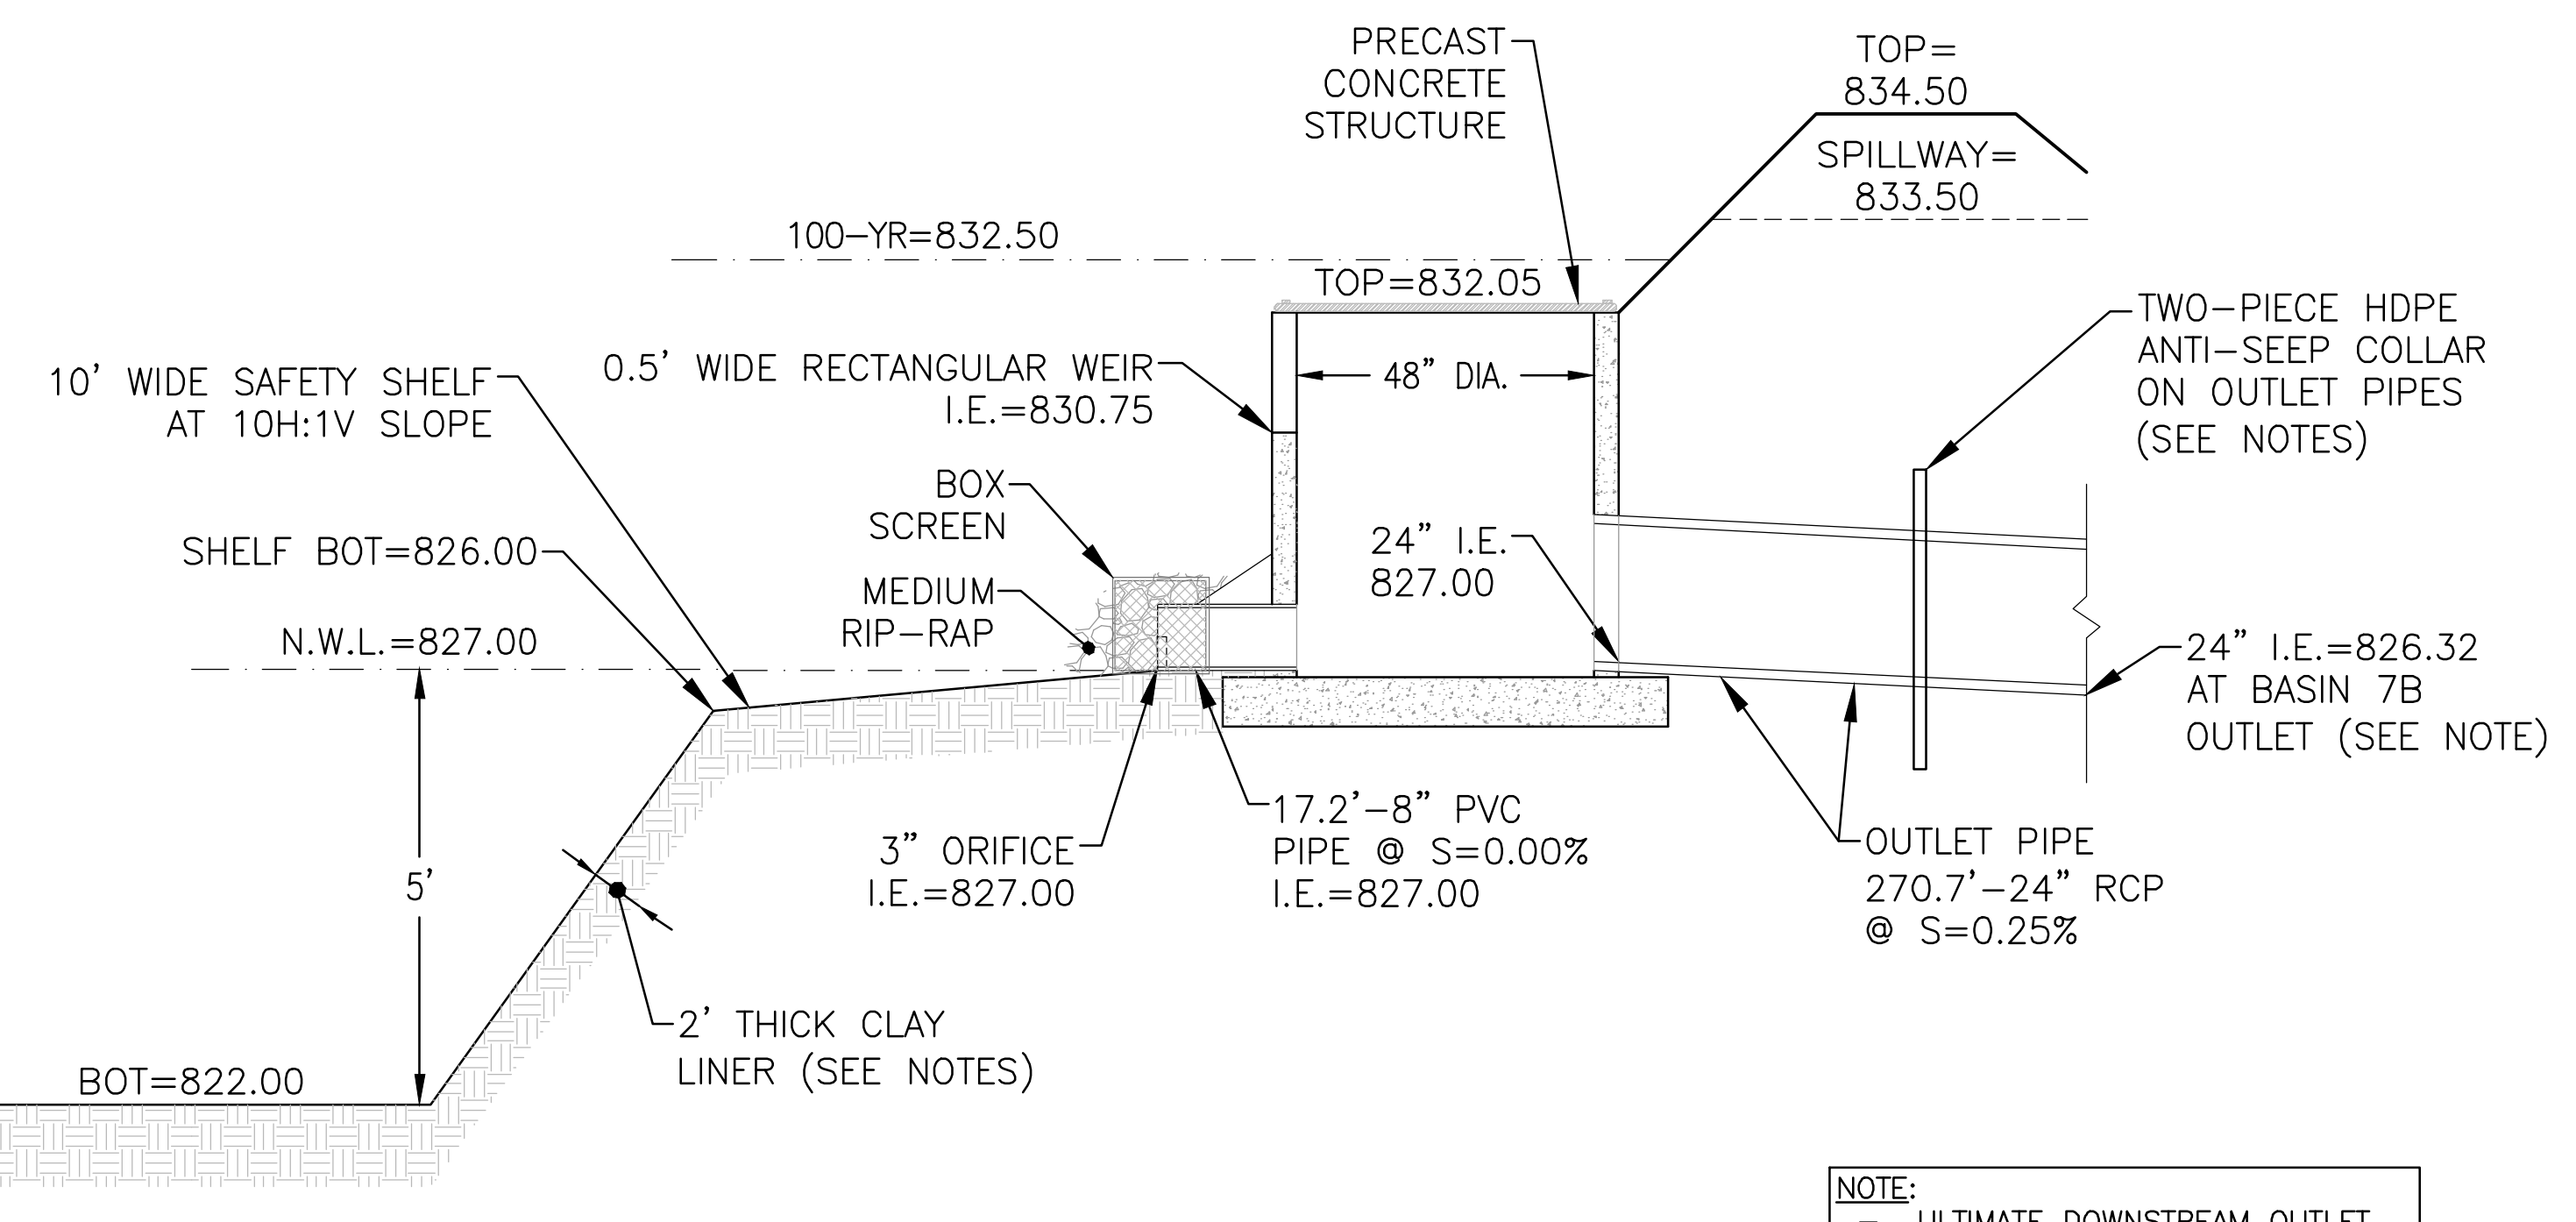 PRECAST
CONCRETE
STRUCTURE
TOP=
834.50
SPILLWAY=
833.50
100-YR=832.50
TOP=832.05
TWO-PIECE HDPE
ANTI-SEEP COLLAR
ON OUTLET PIPES
(SEE NOTES)
10' WIDE SAFETY SHELF
AT 10H:1V SLOPE
0.5' WIDE RECTANGULAR WEIR
I.E.=830.75
48" DIA.
BOX
SCREEN
SHELF BOT=826.00
24" I.E.
827.00
MEDIUM
RIP-RAP
N.W.L.=827.00
24" I.E.=826.32
AT BASIN 7B
OUTLET (SEE NOTE)
5'
3" ORIFICE
I.E.=827.00
17.2'-8" PVC
PIPE @ S=0.00%
I.E.=827.00
OUTLET PIPE
270.7'-24" RCP
@ S=0.25%
2' THICK CLAY
LINER (SEE NOTES)
BOT=822.00
NOTE:
ULTIMATE DOWNSTREAM OUTLET